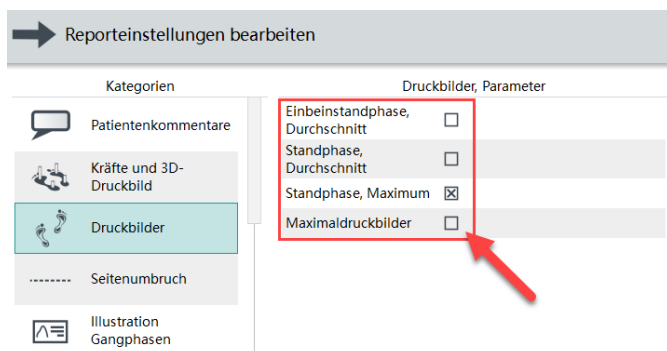 Reporteinstellungen bearbeiten
Kategorien
Druckbilder, Parameter
Patientenkommentare
Kräfte und 3D-
Druckbild
Druckbilder
Seitenumbruch
Illustration
Gangphasen
Einbeinstandphase,
Durchschnitt
Standphase,
Durchschnitt
Standphase, Maximum
Maximaldruckbilder